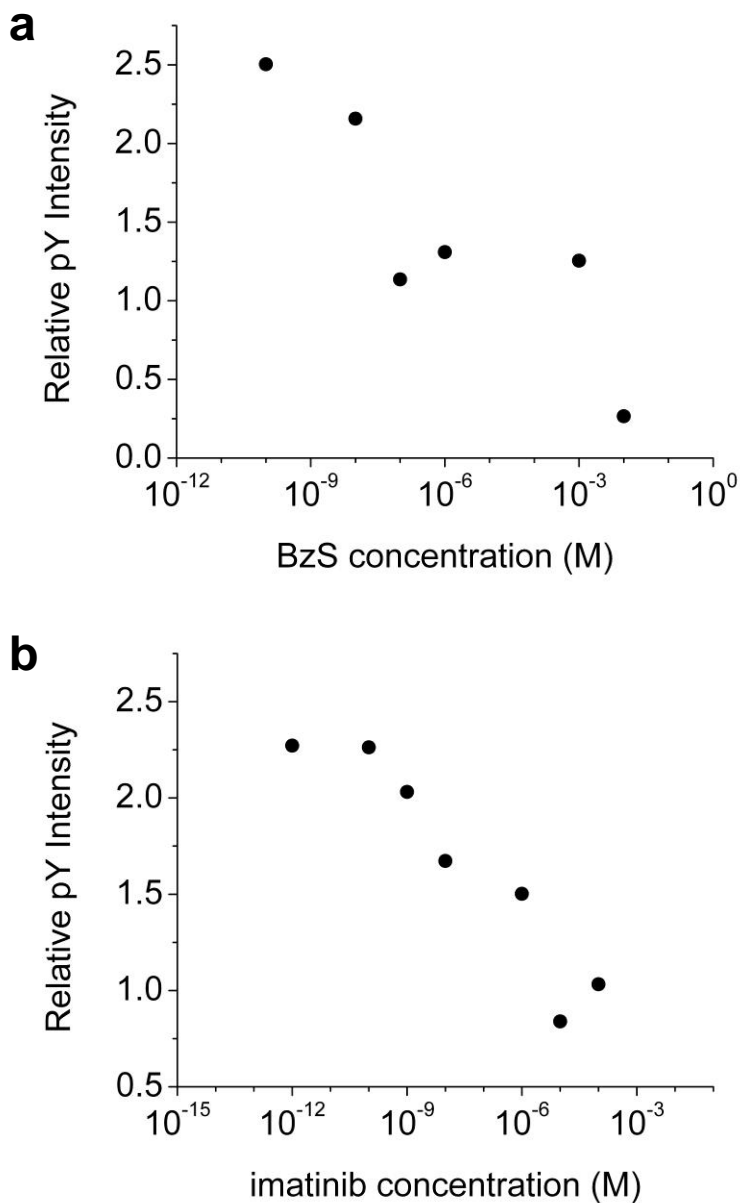 a
Relative pY Intensity
2.5
2.0
1.5
1.0
0.5
0.0
10⁻¹² 10⁻⁹ 10⁻⁶ 10⁻³ 10⁰
BzS concentration (M)
b
Relative pY Intensity
2.5
2.0
1.5
1.0
0.5
10⁻¹⁵ 10⁻¹² 10⁻⁹ 10⁻⁶ 10⁻³
imatinib concentration (M)